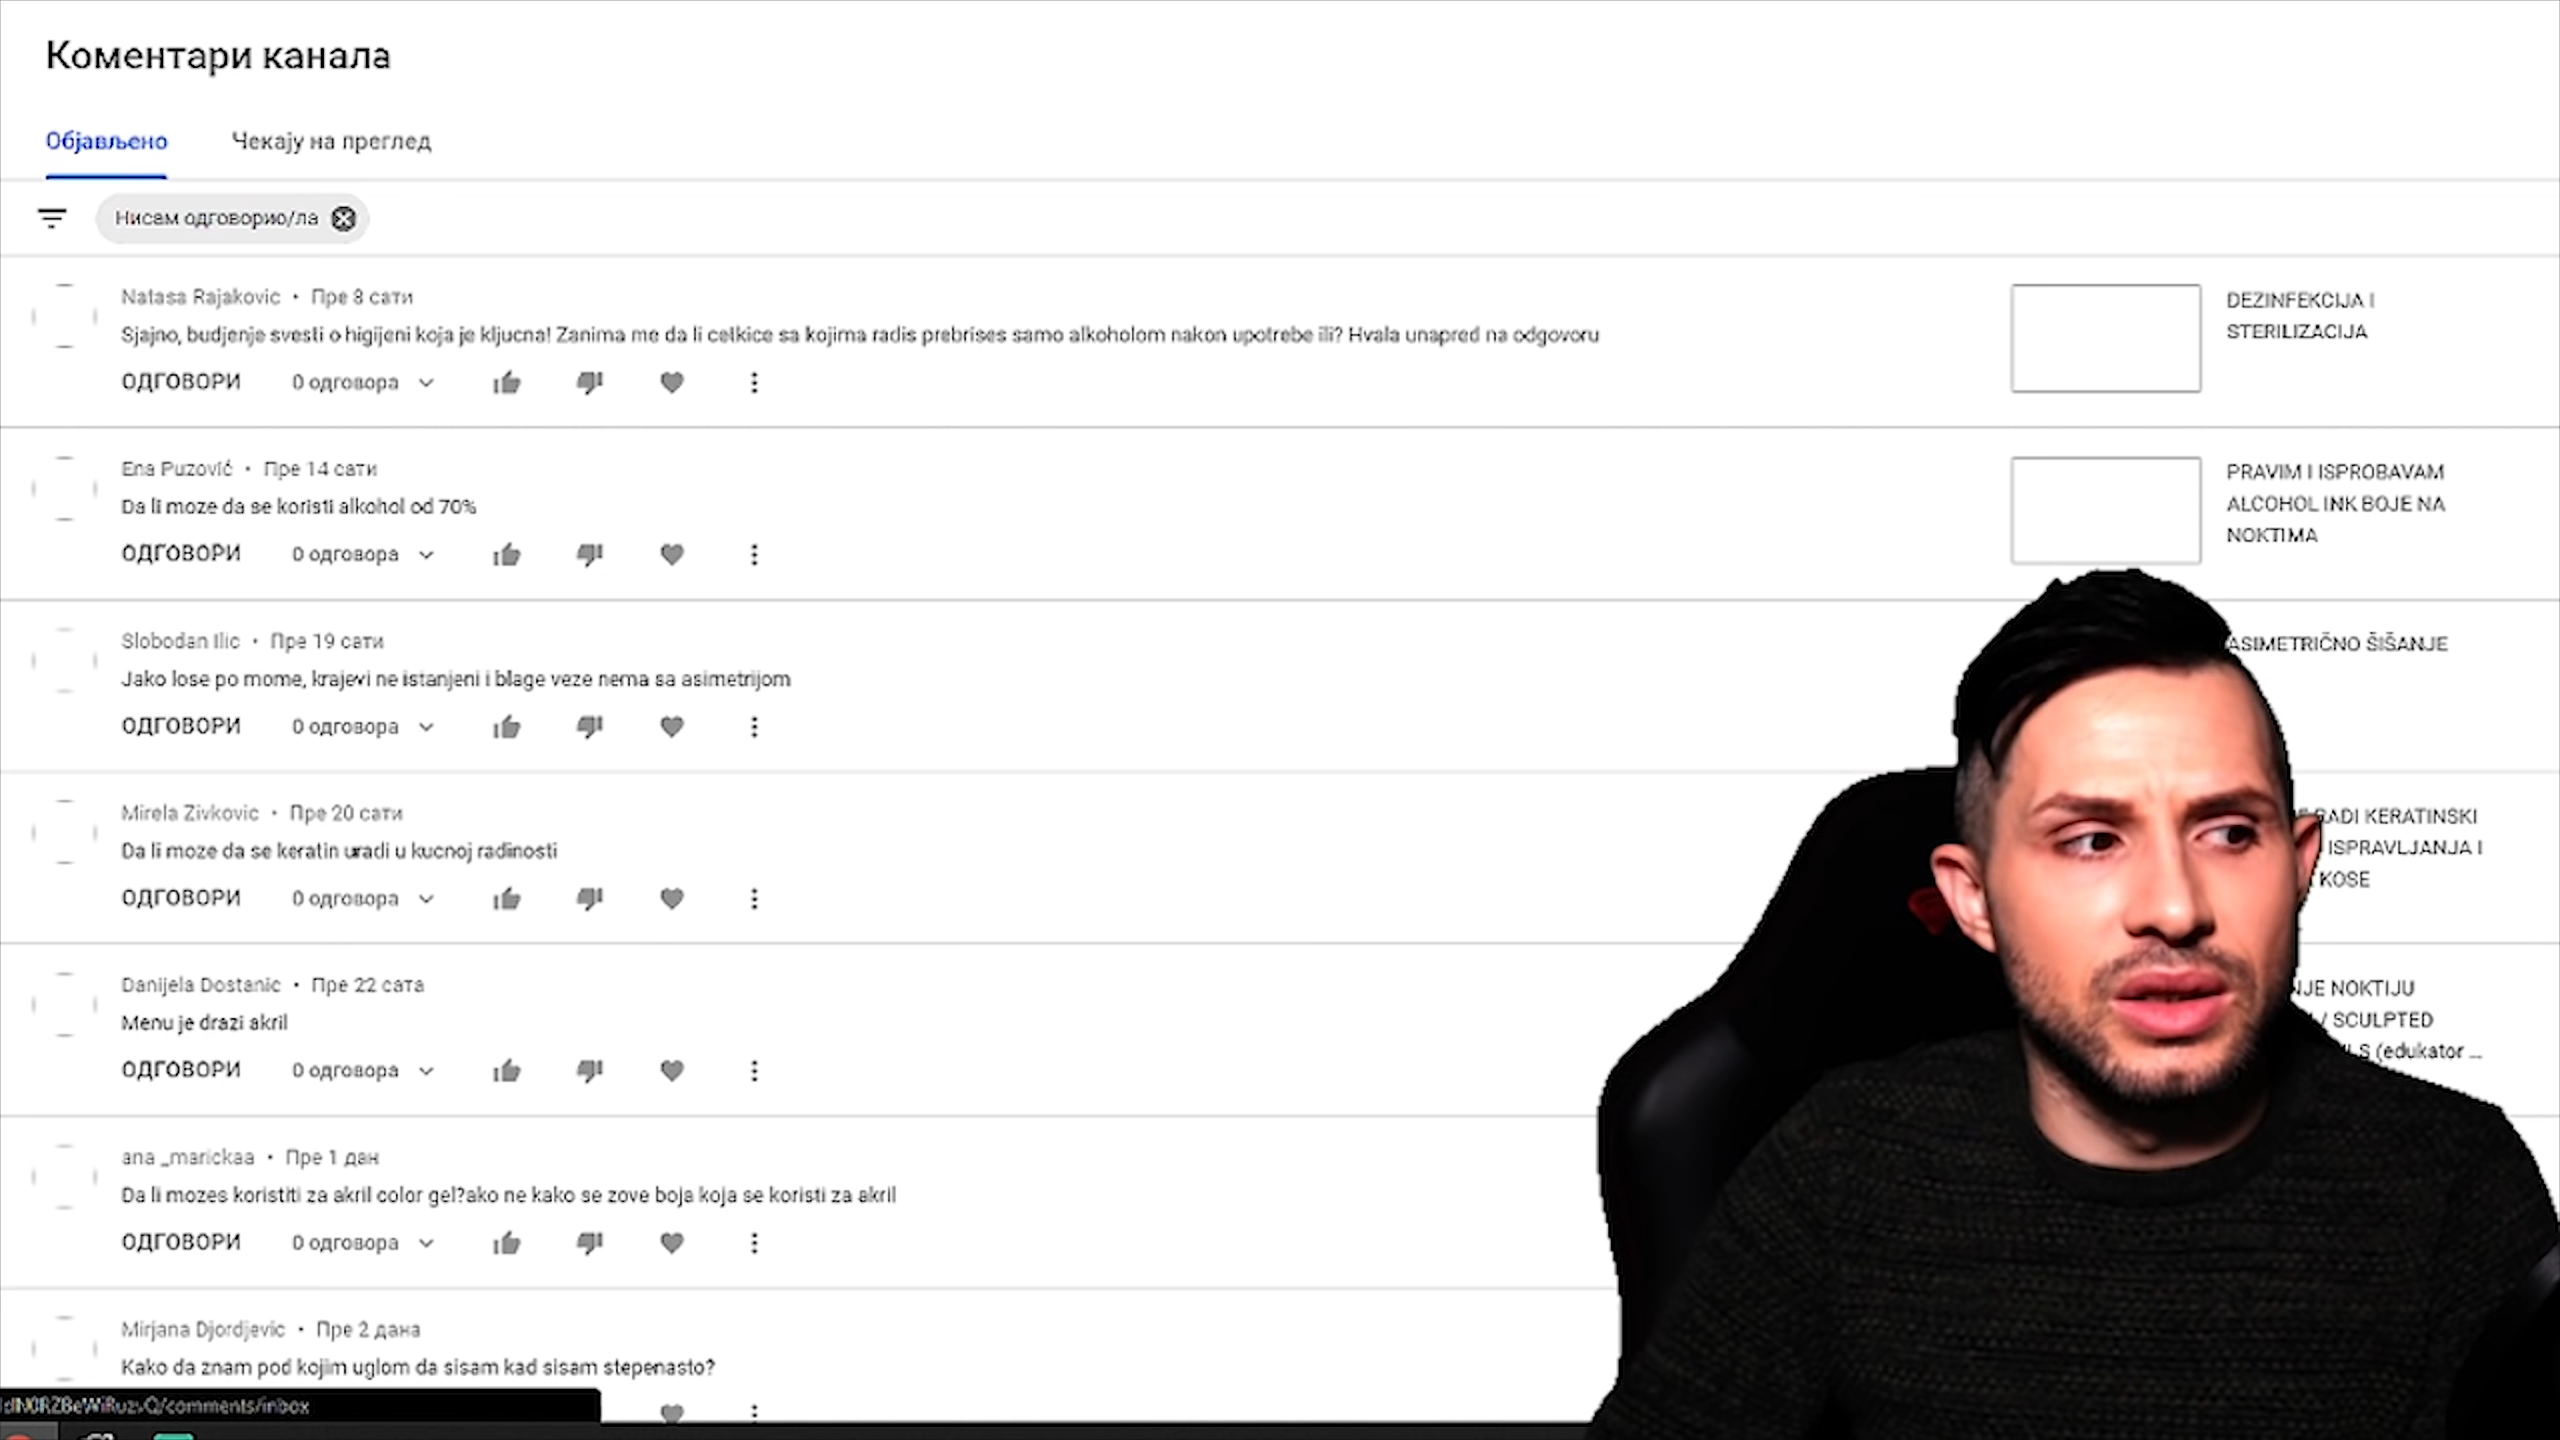 Коментари канала
Објављено
Чекају на преглед
Нисам одговорио/ла
Natasa Rajakovic • Пре 8 сати
Sjajno, budjenje svesti o higijeni koja je kljucna! Zanima me da li cetkice sa kojima radis prebrises samo alkoholom nakon upotrebe ili? Hvala unapred na odgovoru
ОДГОВОРИ 0 одговора
DEZINFEKCIJA I
STERILIZACIJA
Ena Puzović • Пре 14 сати
Da li moze da se koristi alkohol od 70%
ОДГОВОРИ 0 одговора
PRAVIM I ISPROBAVAM
ALCOHOL INK BOJE NA
NOKTIMA
Slobodan Ilic • Пре 19 сати
Jako lose po mome, krajevi ne istanjeni i blage veze nema sa asimetrijom
ОДГОВОРИ 0 одговора
ASIMETRIČNO ŠIŠANJE
Mirela Zivkovic • Пре 20 сати
Da li moze da se keratin uradi u kucnoj radinosti
ОДГОВОРИ 0 одговора
RADI KERATINSKI
ISPRAVLJANJA I
KOSE
Danijela Dostanic • Пре 22 сата
Menu je drazi akril
ОДГОВОРИ 0 одговора
NJE NOKTIJU
/ SCULPTED
LS (edukator ...
ana _marickaa • Пре 1 дан
Da li mozes koristiti za akril color gel?ako ne kako se zove boja koja se koristi za akril
ОДГОВОРИ 0 одговора
Mirjana Djordjevic • Пре 2 дана
Kako da znam pod kojim uglom da sisam kad sisam stepenasto?
/comments/inbox